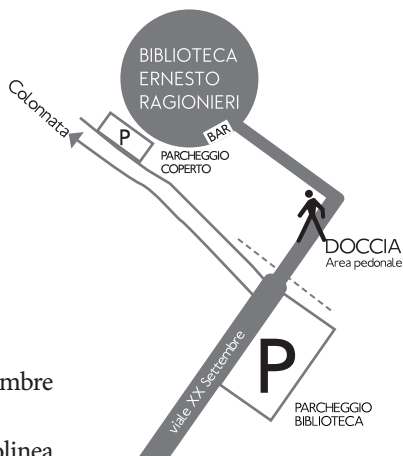 BIBLIOTECA
ERNESTO
RAGIONIERI
BAR
Colonnata
P
PARCHEGGIO
COPERTO
DOCCIA
Area pedonale
viale XX Settembre
P
PARCHEGGIO
BIBLIOTECA